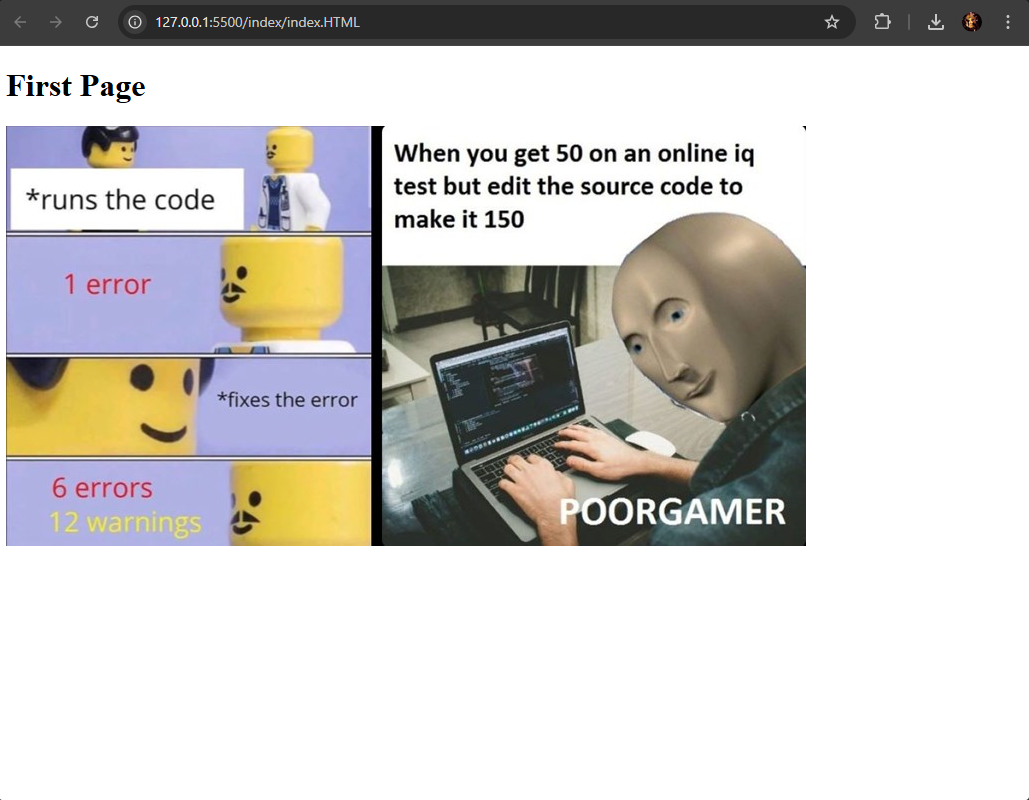 127.0.0.1:5500/index/index.HTML
First Page
*runs the code
1 error
*fixes the error
6 errors
12 warnings
When you get 50 on an online iq
test but edit the source code to
make it 150
POORGAMER